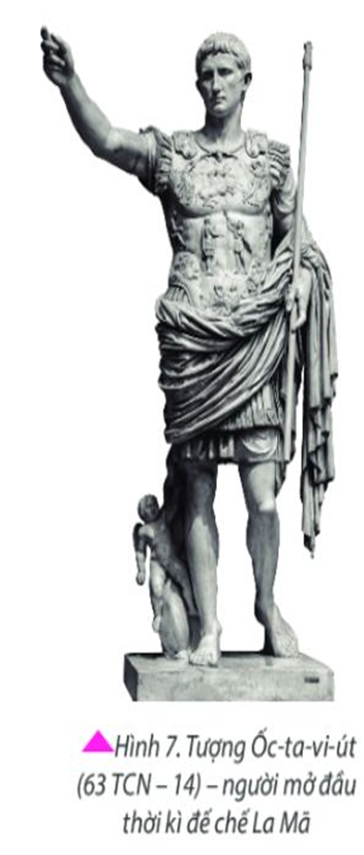 Hình 7. Tượng Ốc-ta-vi-út
(63 TCN – 14) – người mở đầu
thời kì đế chế La Mã